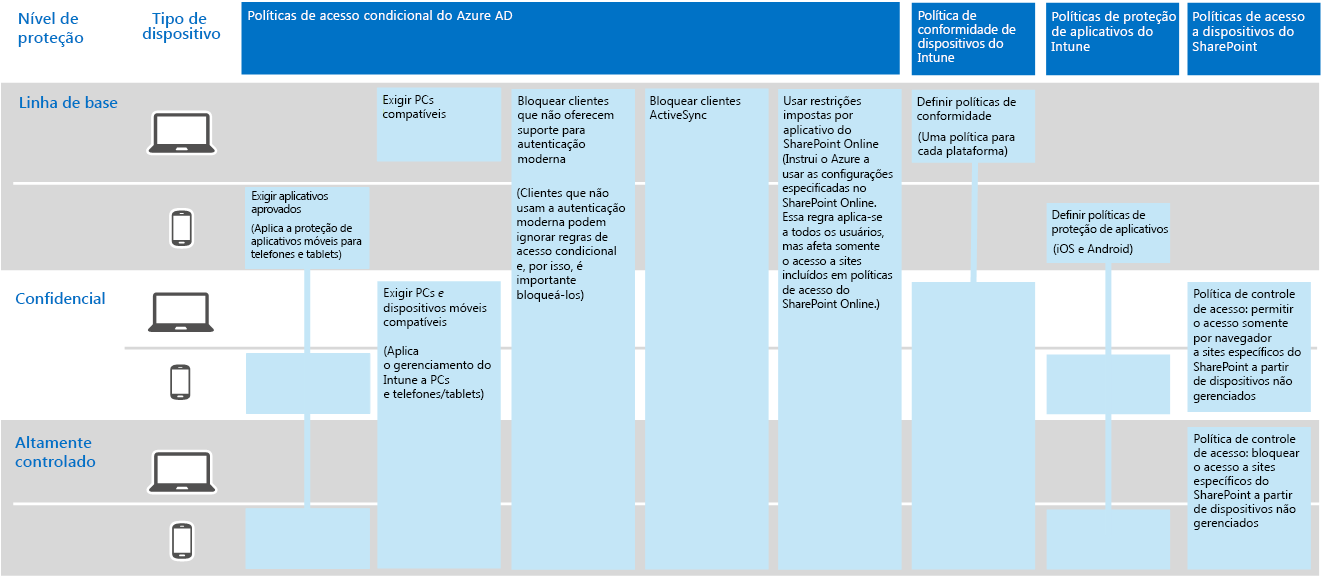 Nível de
proteção
Tipo de
dispositivo
Políticas de acesso condicional do Azure AD
Política de
conformidade de
dispositivos do
Intune
Políticas de proteção
de aplicativos do
Intune
Políticas de acesso
a dispositivos do
SharePoint
Linha de base
Exigir aplicativos
aprovados
(Aplica a proteção de
aplicativos móveis para
telefones e tablets)
Exigir PCs
compatíveis
Bloquear clientes
que não oferecem
suporte para
autenticação
moderna
(Clientes que não
usam a autenticação
moderna podem
ignorar regras de
acesso condicional
e, por isso, é
importante
bloqueá-los)
Bloquear clientes
ActiveSync
Usar restrições
impostas por
aplicativo do
SharePoint Online
(Instrui o Azure a
usar as configurações
especificadas no
SharePoint Online.
Essa regra aplica-se
a todos os usuários,
mas afeta somente
o acesso a sites
incluídos em políticas
de acesso do
SharePoint Online.)
Definir políticas de
conformidade
(Uma política para
cada plataforma)
Definir políticas de
proteção de aplicativos
(iOS e Android)
Confidencial
Exigir PCs e
dispositivos móveis
compatíveis
(Aplica
o gerenciamento do
Intune a PCs
e telefones/tablets)
Política de controle
de acesso: permitir
o acesso somente
por navegador
a sites específicos do
SharePoint a partir
de dispositivos não
gerenciados
Altamente
controlado
Política de controle
de acesso: bloquear
o acesso a sites
específicos do
SharePoint a partir
de dispositivos não
gerenciados